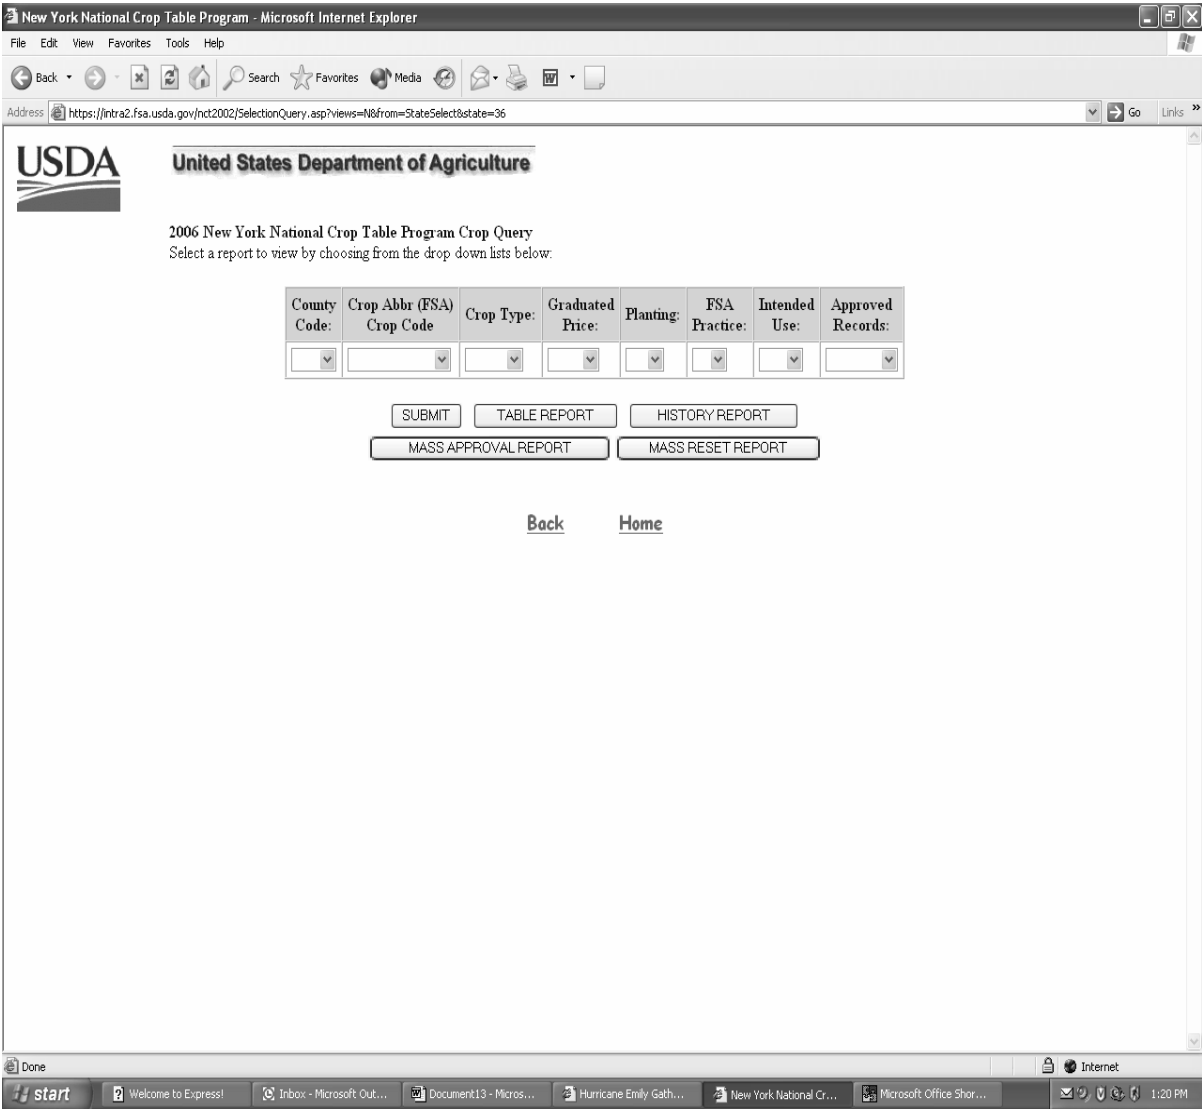 New York National Crop Table Program - Microsoft Internet Explorer
File Edit View Favorites Tools Help
Back Search Favorites Media
Address https://intra2.fsa.usda.gov/nct2002/SelectionQuery.asp?views=N&from=StateSelect&state=36 Go Links »
USDA United States Department of Agriculture
2006 New York National Crop Table Program Crop Query
Select a report to view by choosing from the drop down lists below:
County Code: Crop Abbr (FSA) Crop Code Crop Type: Graduated Price: Planting: FSA Practice: Intended Use: Approved Records:
SUBMIT TABLE REPORT HISTORY REPORT
MASS APPROVAL REPORT MASS RESET REPORT
Back Home
Done Internet
start Welcome to Express! Inbox - Microsoft Out... Document13 - Micros... Hurricane Emily Gath... New York National Cr... Microsoft Office Shor... 1:20 PM